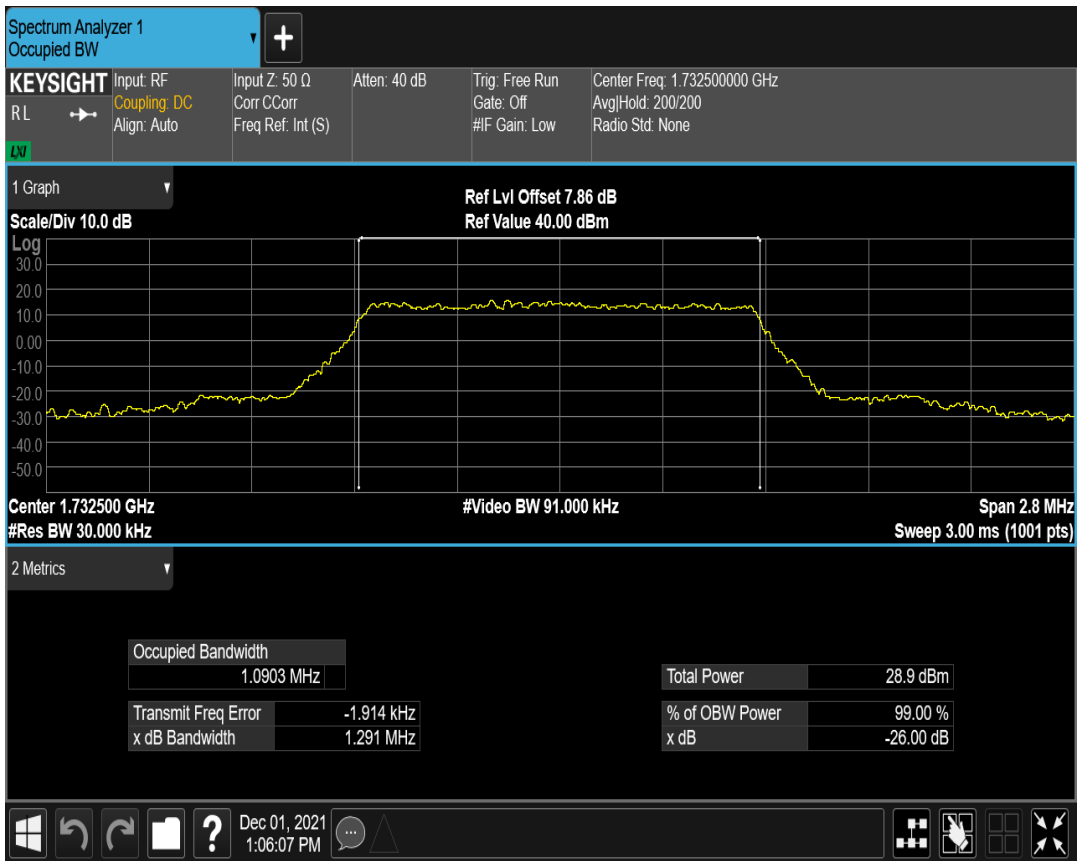 Spectrum Analyzer 1
Occupied BW
+
KEYSIGHT
R L
LXI
Input: RF
Coupling: DC
Align: Auto
Input Z: 50 Ω
Corr CCorr
Freq Ref: Int (S)
Atten: 40 dB
Trig: Free Run
Gate: Off
#IF Gain: Low
Center Freq: 1.732500000 GHz
Avg|Hold: 200/200
Radio Std: None
1 Graph
Scale/Div 10.0 dB
Ref Lvl Offset 7.86 dB
Ref Value 40.00 dBm
Log
30.0
20.0
10.0
0.00
-10.0
-20.0
-30.0
-40.0
-50.0
Center 1.732500 GHz
#Video BW 91.000 kHz
Span 2.8 MHz
#Res BW 30.000 kHz
Sweep 3.00 ms (1001 pts)
2 Metrics
Occupied Bandwidth
1.0903 MHz
Total Power 28.9 dBm
Transmit Freq Error -1.914 kHz
% of OBW Power 99.00 %
x dB Bandwidth 1.291 MHz
x dB -26.00 dB
?
Dec 01, 2021
1:06:07 PM